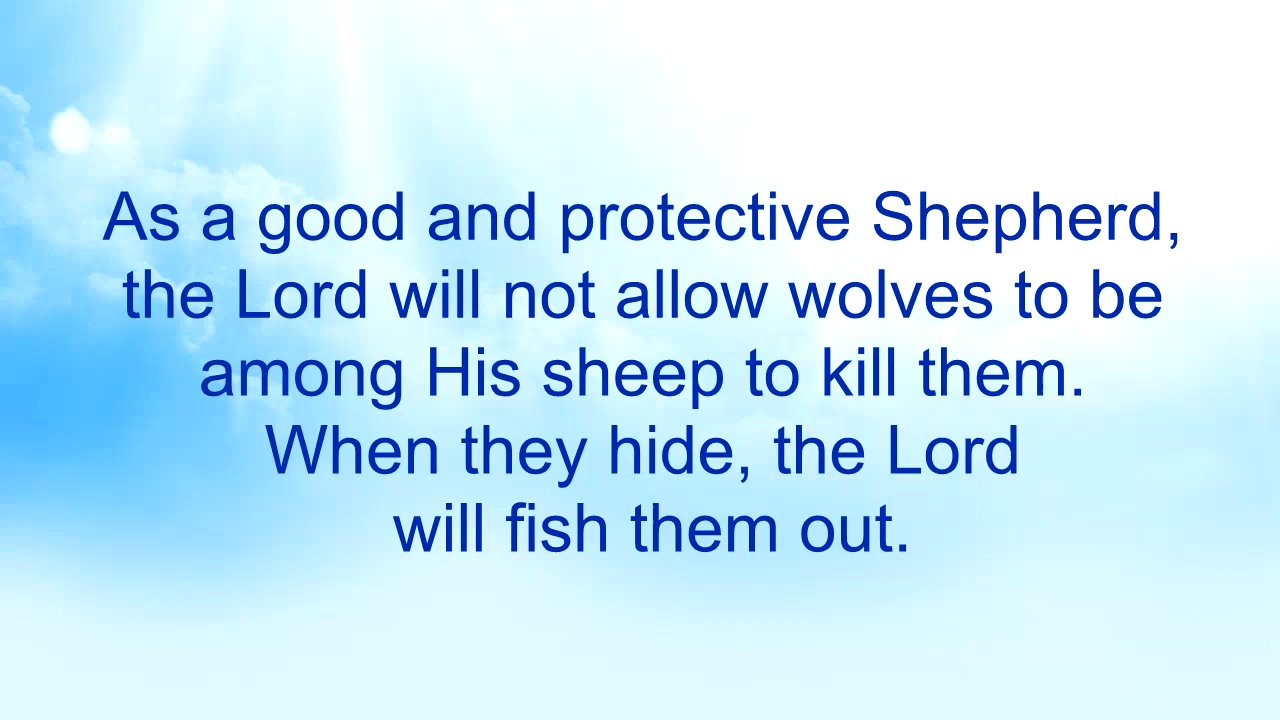 As a good and protective Shepherd,
the Lord will not allow wolves to be
among His sheep to kill them.
When they hide, the Lord
will fish them out.